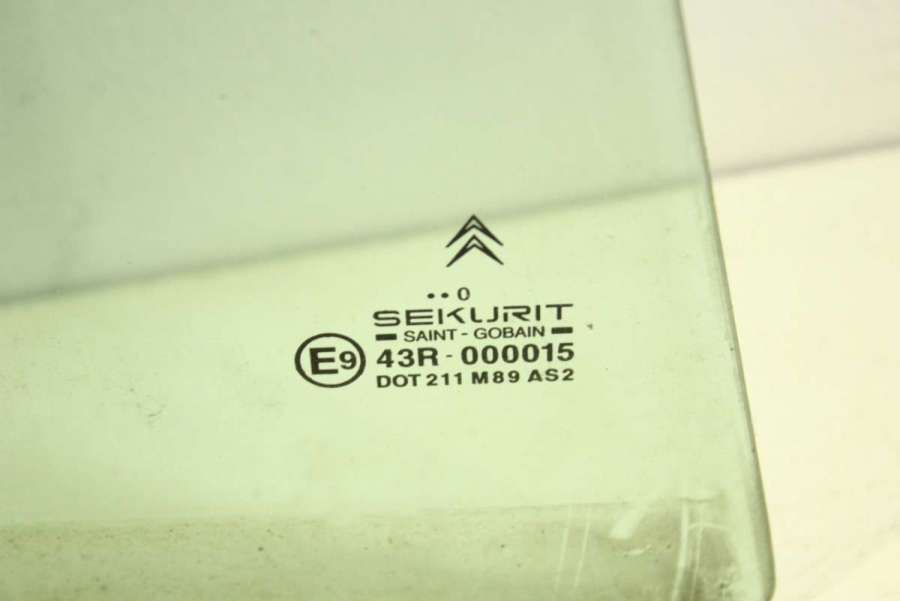 ••0
SEKURIT
SAINT - GOBAIN
E9 43R - 000015
DOT 211 M89 AS2